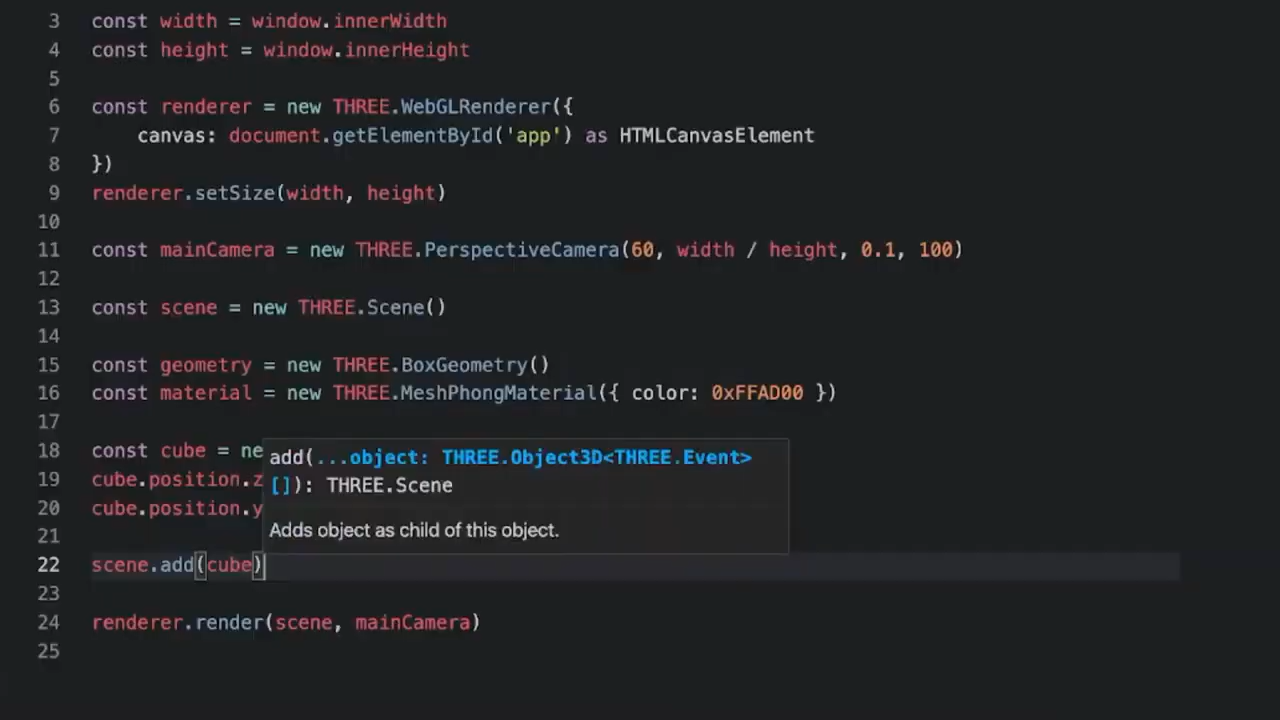 3 const width = window.innerWidth
4 const height = window.innerHeight
5
6 const renderer = new THREE.WebGLRenderer({
7     canvas: document.getElementById('app') as HTMLCanvasElement
8 })
9 renderer.setSize(width, height)
10
11 const mainCamera = new THREE.PerspectiveCamera(60, width / height, 0.1, 100)
12
13 const scene = new THREE.Scene()
14
15 const geometry = new THREE.BoxGeometry()
16 const material = new THREE.MeshPhongMaterial({ color: 0xFFAD00 })
17
18 const cube = ne
add(...object: THREE.Object3D<THREE.Event>
19 cube.position.z
[]): THREE.Scene
20 cube.position.y
Adds object as child of this object.
21
22 scene.add(cube)
23
24 renderer.render(scene, mainCamera)
25